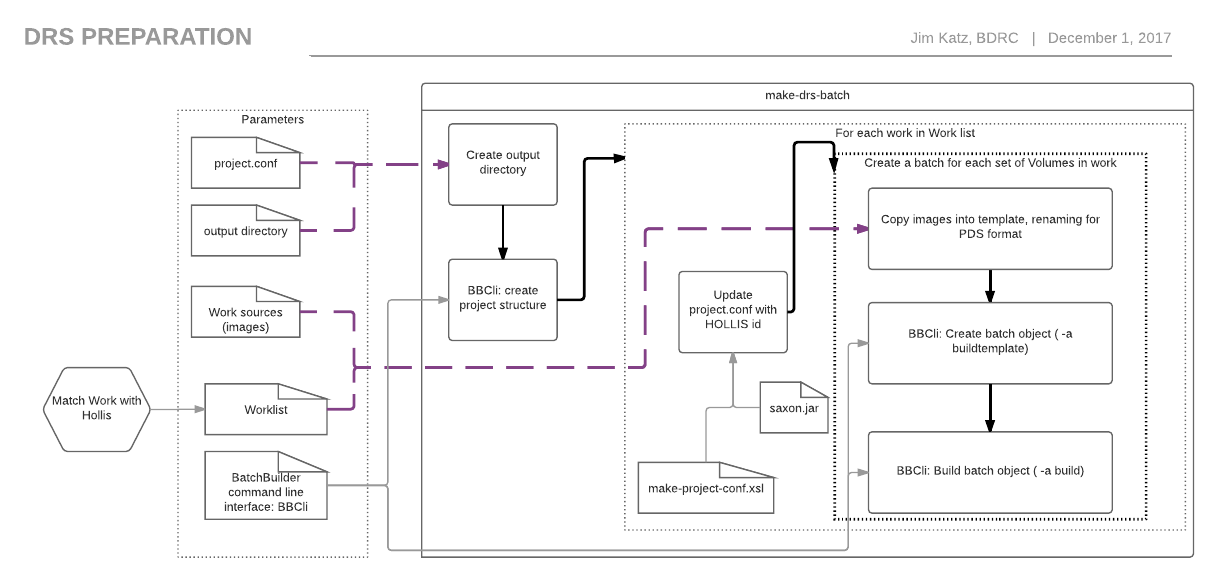 DRS PREPARATION
Jim Katz, BDRC | December 1, 2017
make-drs-batch
Parameters
project.conf
output directory
Work sources
(images)
Match Work with
Hollis
Worklist
BatchBuilder
command line
interface: BBCli
Create output
directory
BBCli: create
project structure
For each work in Work list
Update
project.conf with
HOLLIS id
saxon.jar
make-project-conf.xsl
Create a batch for each set of Volumes in work
Copy images into template, renaming for
PDS format
BBCli: Create batch object ( -a
buildtemplate)
BBCli: Build batch object ( -a build)